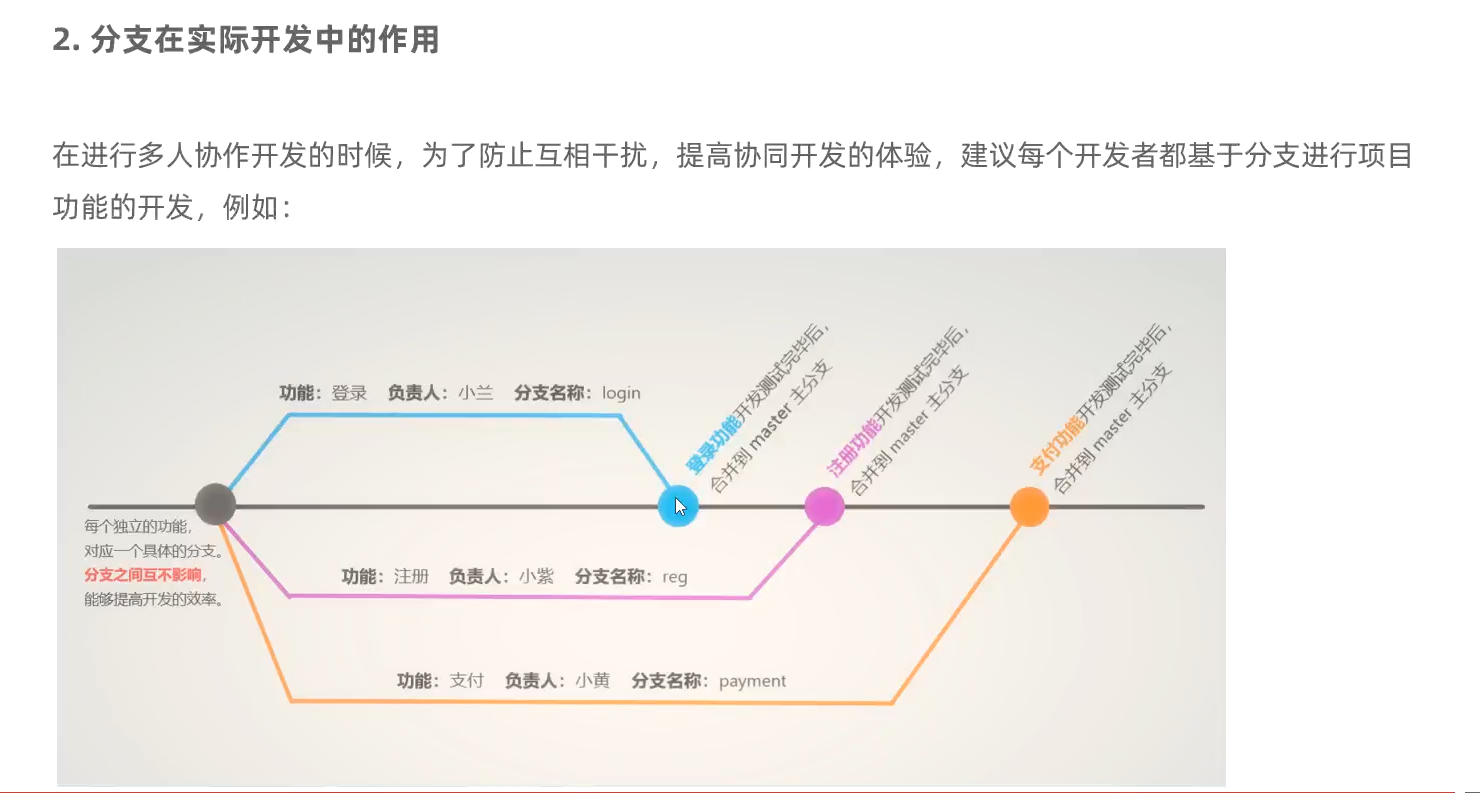 2. 分支在实际开发中的作用
在进行多人协作开发的时候，为了防止互相干扰，提高协同开发的体验，建议每个开发者都基于分支进行项目
功能的开发，例如：
功能：登录 负责人：小兰 分支名称：login
登录功能开发测试完毕后，
合并到 master 主分支
注册功能开发测试完毕后，
合并到 master 主分支
支付功能开发测试完毕后，
合并到 master 主分支
每个独立的功能，
对应一个具体的分支。
分支之间互不影响，
能够提高开发的效率。
功能：注册 负责人：小紫 分支名称：reg
功能：支付 负责人：小黄 分支名称：payment